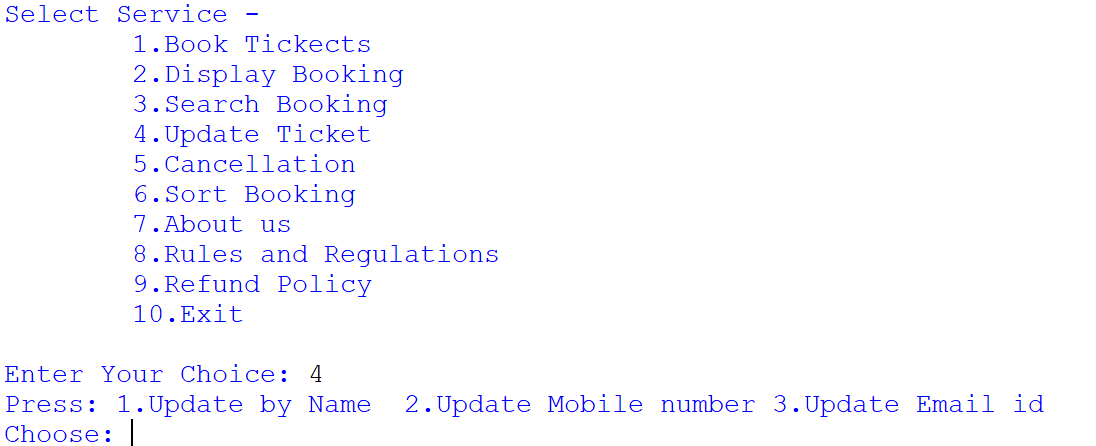 Select Service -
1.Book Tickects
2.Display Booking
3.Search Booking
4.Update Ticket
5.Cancellation
6.Sort Booking
7.About us
8.Rules and Regulations
9.Refund Policy
10.Exit
Enter Your Choice: 4
Press: 1.Update by Name  2.Update Mobile number 3.Update Email id
Choose: